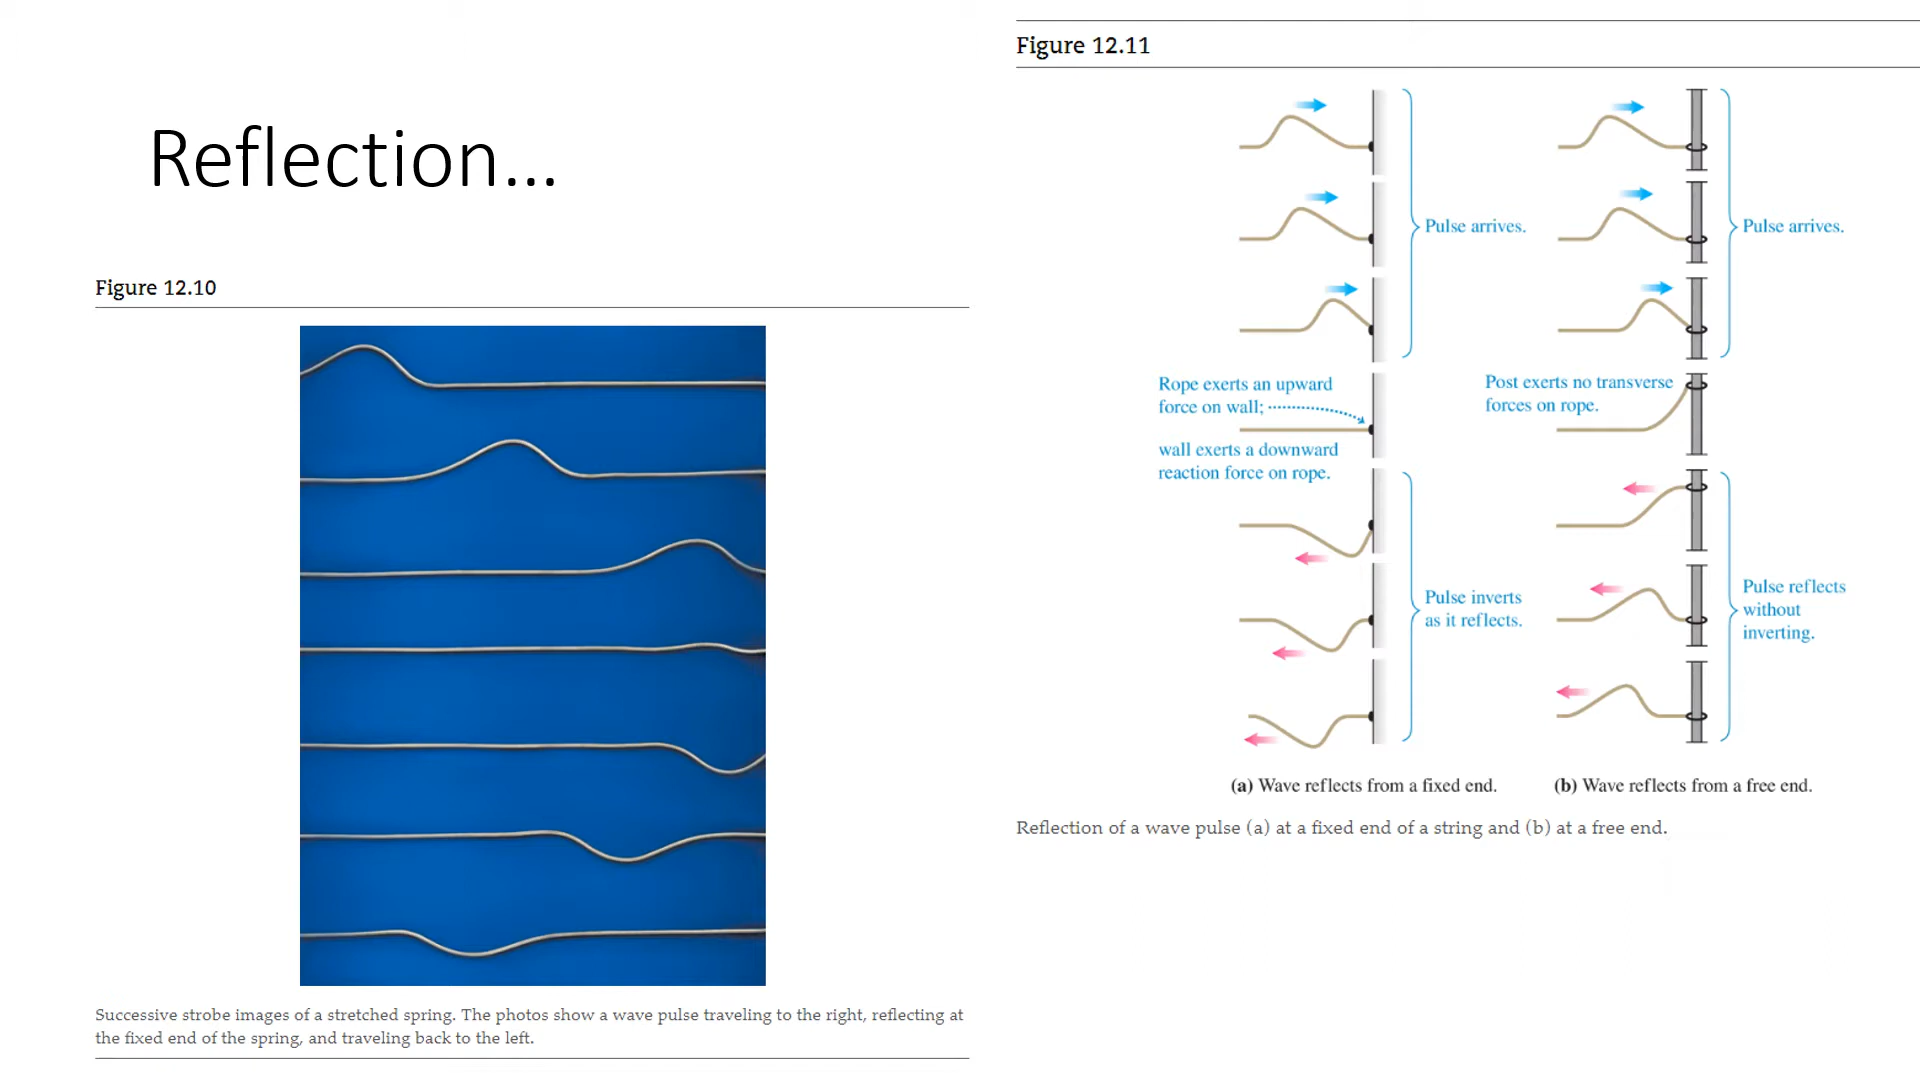 Reflection...
Figure 12.10
Successive strobe images of a stretched spring. The photos show a wave pulse traveling to the right, reflecting at
the fixed end of the spring, and traveling back to the left.
Figure 12.11
Pulse arrives.
Rope exerts an upward
force on wall;
wall exerts a downward
reaction force on rope.
Pulse inverts
as it reflects.
(a) Wave reflects from a fixed end.
Pulse arrives.
Post exerts no transverse
forces on rope.
Pulse reflects
without
inverting.
(b) Wave reflects from a free end.
Reflection of a wave pulse (a) at a fixed end of a string and (b) at a free end.